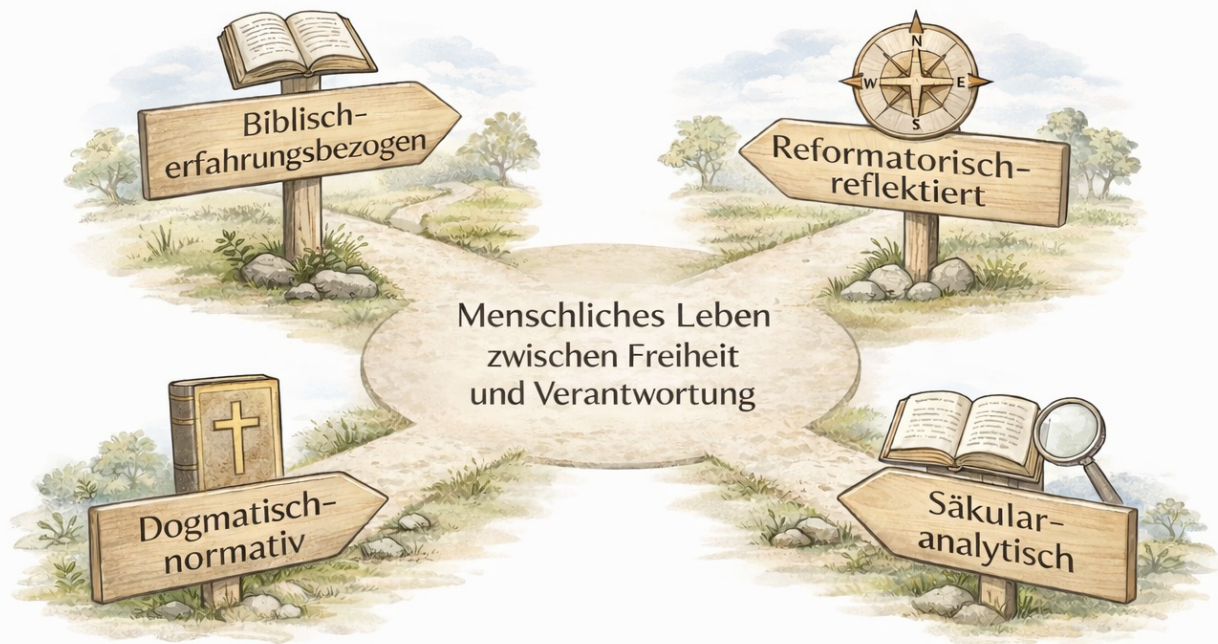 Biblisch-
erfahrungsbezogen
N
W
E
S
Reformatorisch-
reflektiert
Menschliches Leben
zwischen Freiheit
und Verantwortung
Dogmatisch-
normativ
Säkular-
analytisch